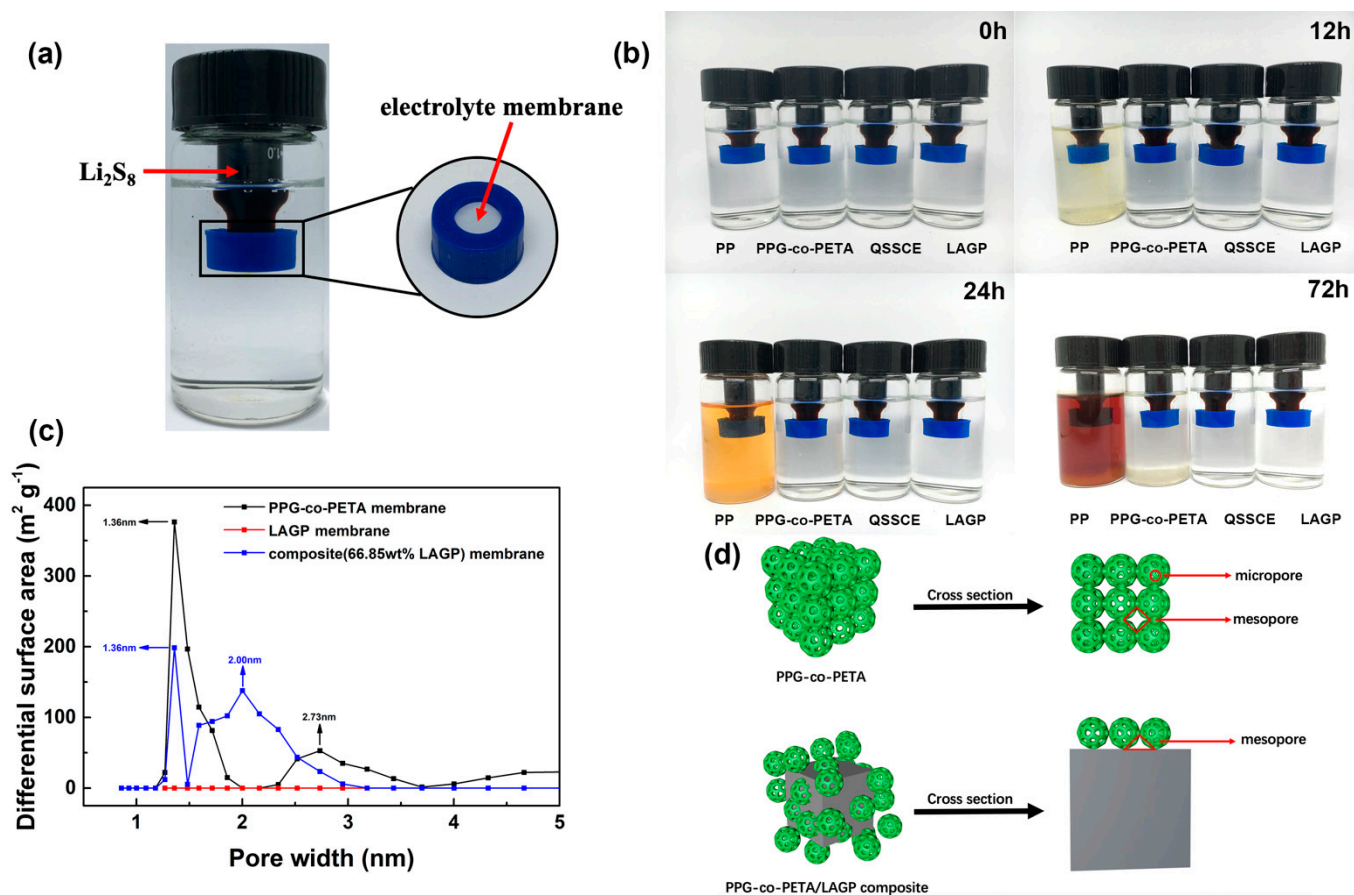 (a)
electrolyte membrane
Li₂S₈
(b)
0h
PP PPG-co-PETA QSSCE LAGP
12h
PP PPG-co-PETA QSSCE LAGP
24h
PP PPG-co-PETA QSSCE LAGP
72h
PP PPG-co-PETA QSSCE LAGP
(c)
Differential surface area (m² g⁻¹)
400
300
200
100
0
1 2 3 4 5
Pore width (nm)
PPG-co-PETA membrane
LAGP membrane
composite(66.85wt% LAGP) membrane
1.36nm
1.36nm
2.00nm
2.73nm
(d)
PPG-co-PETA
Cross section
micropore
mesopore
PPG-co-PETA/LAGP composite
Cross section
mesopore